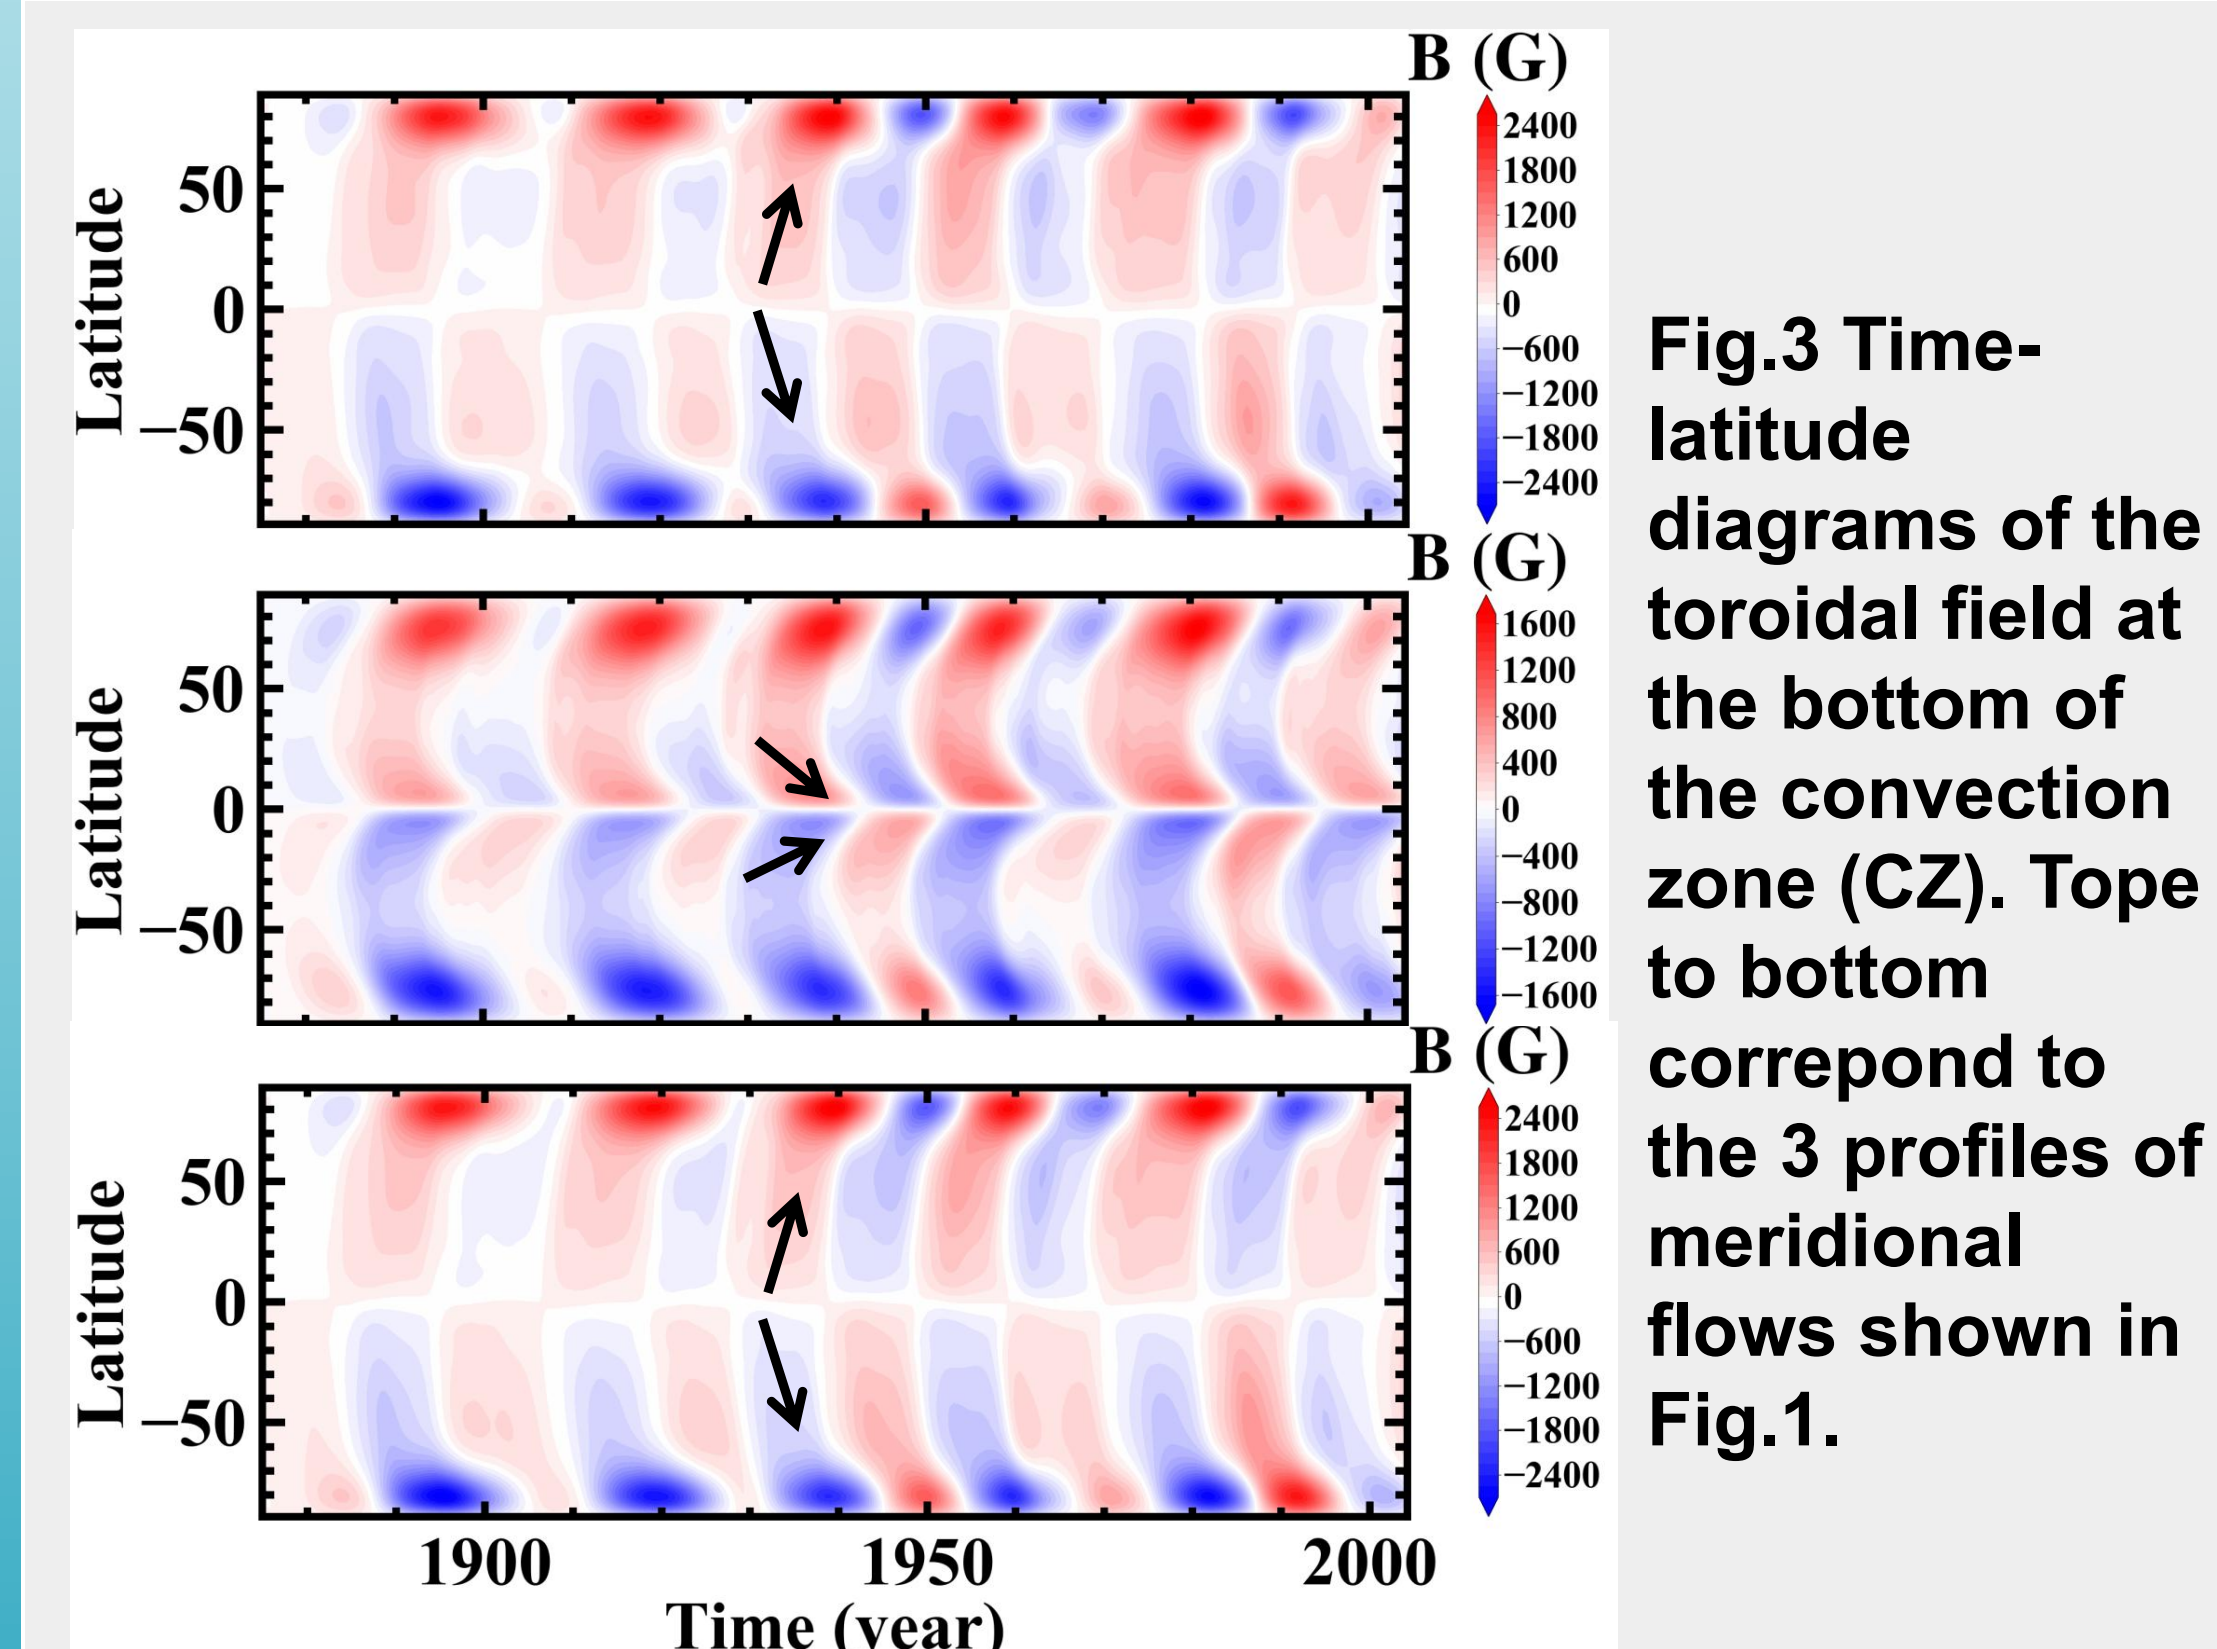 B (G)
2400
1800
1200
600
0
−600
−1200
−1800
−2400
50
0
−50
Latitude
B (G)
1600
1200
800
400
0
−400
−800
−1200
−1600
50
0
−50
Latitude
B (G)
2400
1800
1200
600
0
−600
−1200
−1800
−2400
50
0
−50
Latitude
1900 1950 2000
Time (year)
Fig.3 Time-
latitude
diagrams of the
toroidal field at
the bottom of
the convection
zone (CZ). Tope
to bottom
correpond to
the 3 profiles of
meridional
flows shown in
Fig.1.